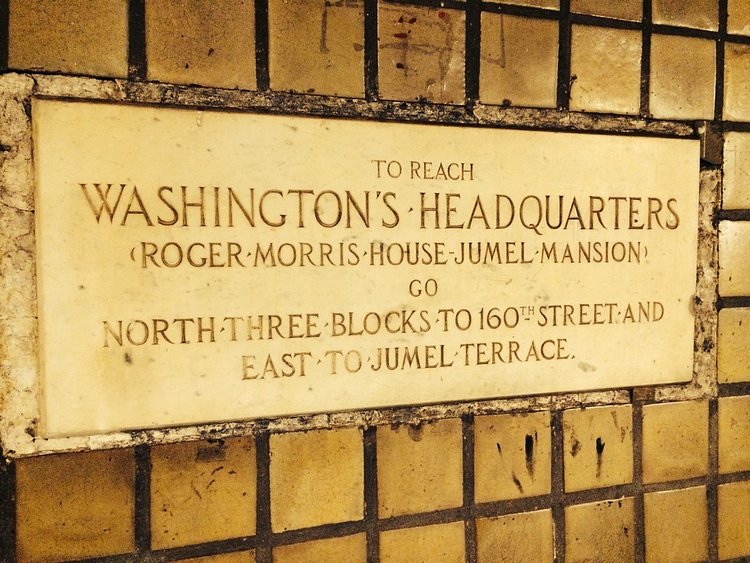 TO REACH
WASHINGTON'S·HEADQUARTERS
(ROGER·MORRIS·HOUSE-JUMEL·MANSION)
GO
NORTH·THREE·BLOCKS·TO·160TH·STREET·AND
EAST·TO·JUMEL·TERRACE.